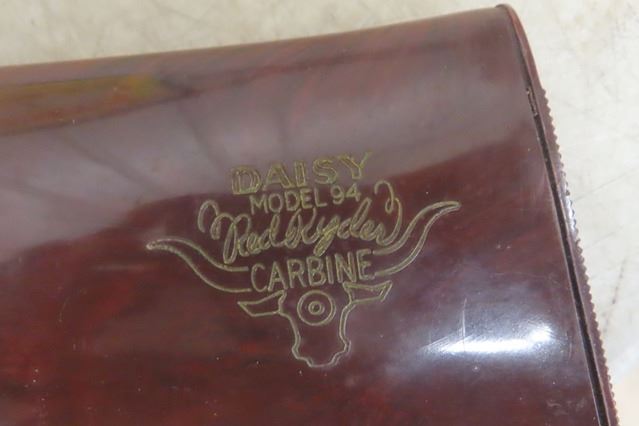 DAISY
MODEL 94
Red Ryder
CARBINE